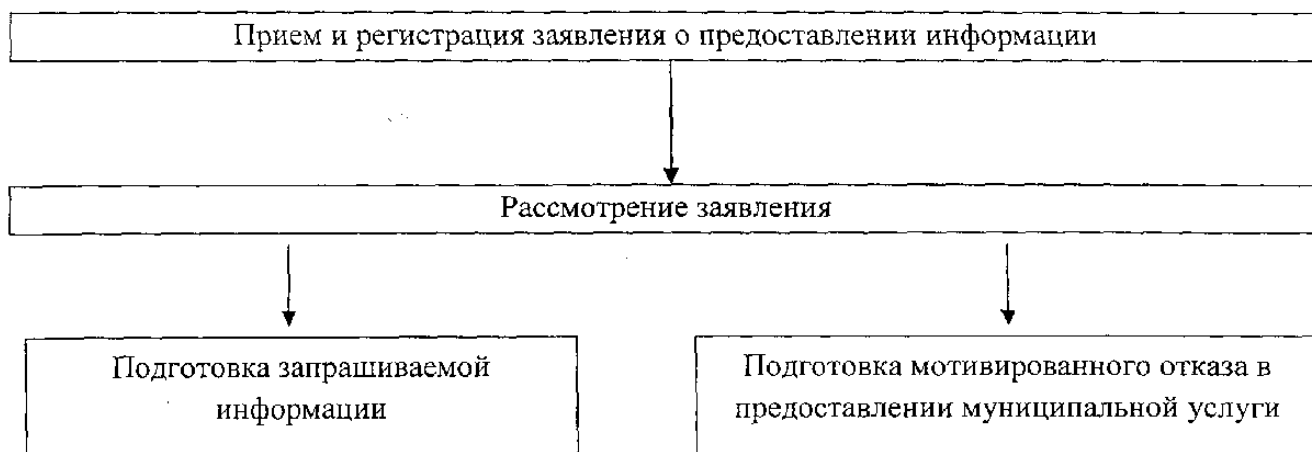 Прием и регистрация заявления о предоставлении информации
Рассмотрение заявления
Подготовка запрашиваемой
информации
Подготовка мотивированного отказа в
предоставлении муниципальной услуги